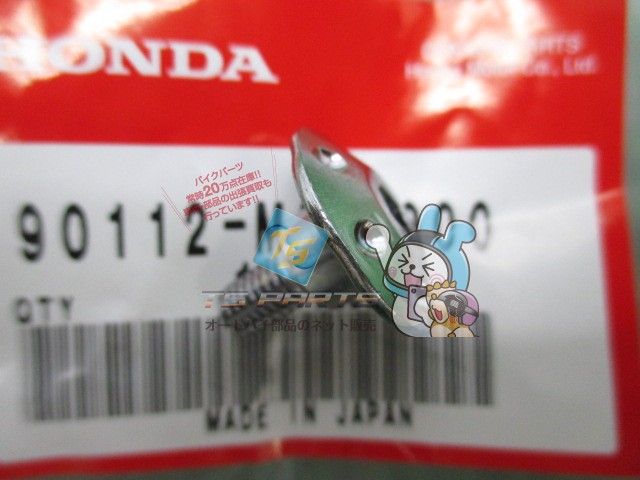 HONDA
バイクパーツ
常時20万点在庫!!
部品の出張買取も
行っています!!
90112-M
TS
QTY
TS PARTS
オートバイ部品のネット販売
MADE IN JAPAN